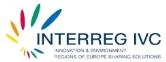 INTERREG IVC
INNOVATION & ENVIRONMENT
REGIONS OF EUROPE SHARING SOLUTIONS